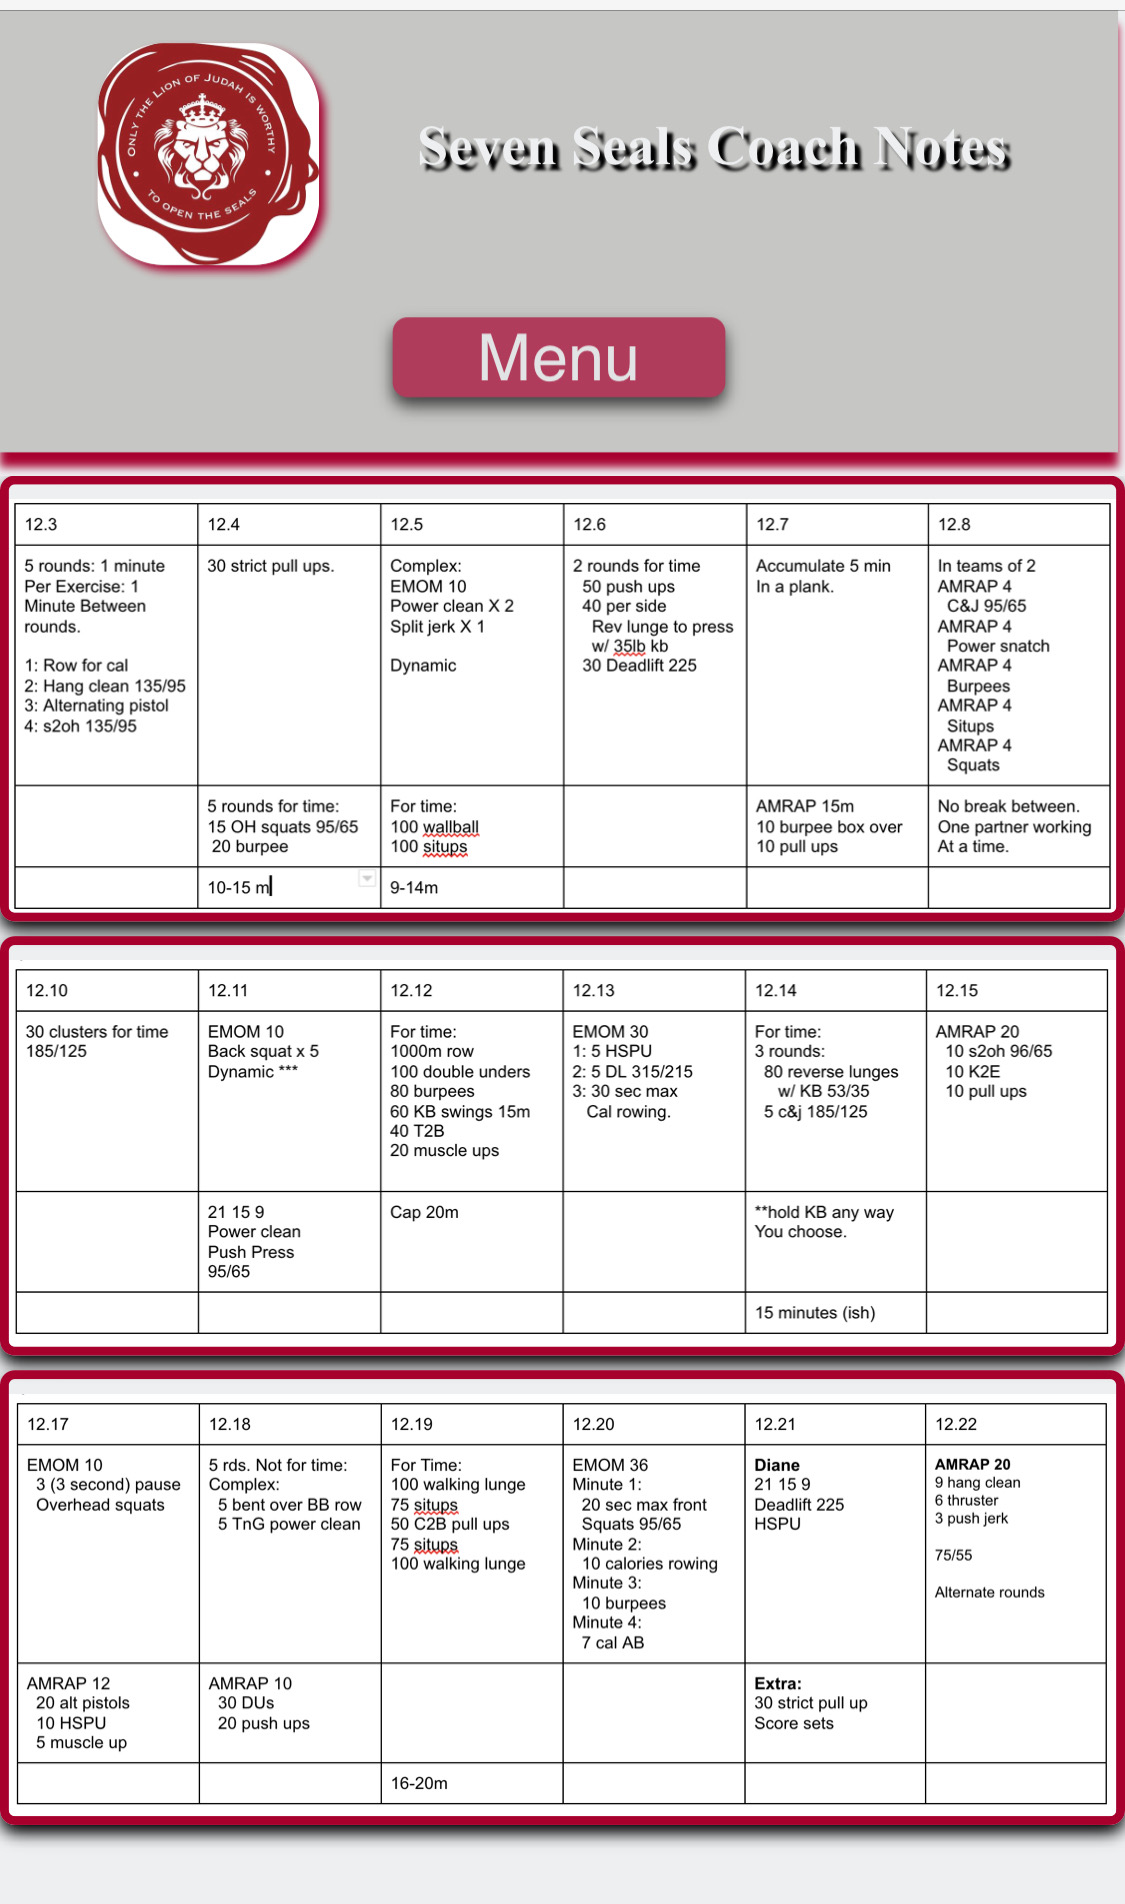 ONLY THE LION OF JUDAH IS WORTHY
TO OPEN THE SEALS
Seven Seals Coach Notes
Menu
12.3
5 rounds: 1 minute
Per Exercise: 1
Minute Between
rounds.
1: Row for cal
2: Hang clean 135/95
3: Alternating pistol
4: s2oh 135/95
12.4
30 strict pull ups.
5 rounds for time:
15 OH squats 95/65
20 burpee
10-15 m
12.5
Complex:
EMOM 10
Power clean X 2
Split jerk X 1
Dynamic
For time:
100 wallball
100 situps
9-14m
12.6
2 rounds for time
50 push ups
40 per side
Rev lunge to press
w/ 35lb kb
30 Deadlift 225
12.7
Accumulate 5 min
In a plank.
AMRAP 15m
10 burpee box over
10 pull ups
12.8
In teams of 2
AMRAP 4
C&J 95/65
AMRAP 4
Power snatch
AMRAP 4
Burpees
AMRAP 4
Situps
AMRAP 4
Squats
No break between.
One partner working
At a time.
12.10
30 clusters for time
185/125
12.11
EMOM 10
Back squat x 5
Dynamic ***
21 15 9
Power clean
Push Press
95/65
12.12
For time:
1000m row
100 double unders
80 burpees
60 KB swings 15m
40 T2B
20 muscle ups
Cap 20m
12.13
EMOM 30
1: 5 HSPU
2: 5 DL 315/215
3: 30 sec max
Cal rowing.
12.14
For time:
3 rounds:
80 reverse lunges
w/ KB 53/35
5 c&j 185/125
**hold KB any way
You choose.
15 minutes (ish)
12.15
AMRAP 20
10 s2oh 96/65
10 K2E
10 pull ups
12.17
EMOM 10
3 (3 second) pause
Overhead squats
AMRAP 12
20 alt pistols
10 HSPU
5 muscle up
12.18
5 rds. Not for time:
Complex:
5 bent over BB row
5 TnG power clean
AMRAP 10
30 DUs
20 push ups
12.19
For Time:
100 walking lunge
75 situps
50 C2B pull ups
75 situps
100 walking lunge
16-20m
12.20
EMOM 36
Minute 1:
20 sec max front
Squats 95/65
Minute 2:
10 calories rowing
Minute 3:
10 burpees
Minute 4:
7 cal AB
12.21
Diane
21 15 9
Deadlift 225
HSPU
Extra:
30 strict pull up
Score sets
12.22
AMRAP 20
9 hang clean
6 thruster
3 push jerk
75/55
Alternate rounds